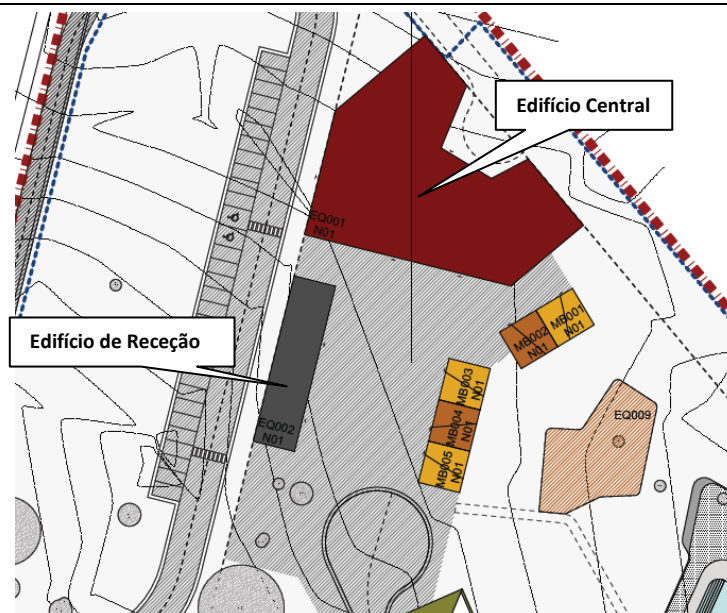 Edifício Central
EQ001
N01
MB001
N01
MB002
N01
Edifício de Receção
MB003
N01
MB004
N01
MB005
N01
EQ002
N01
EQ009